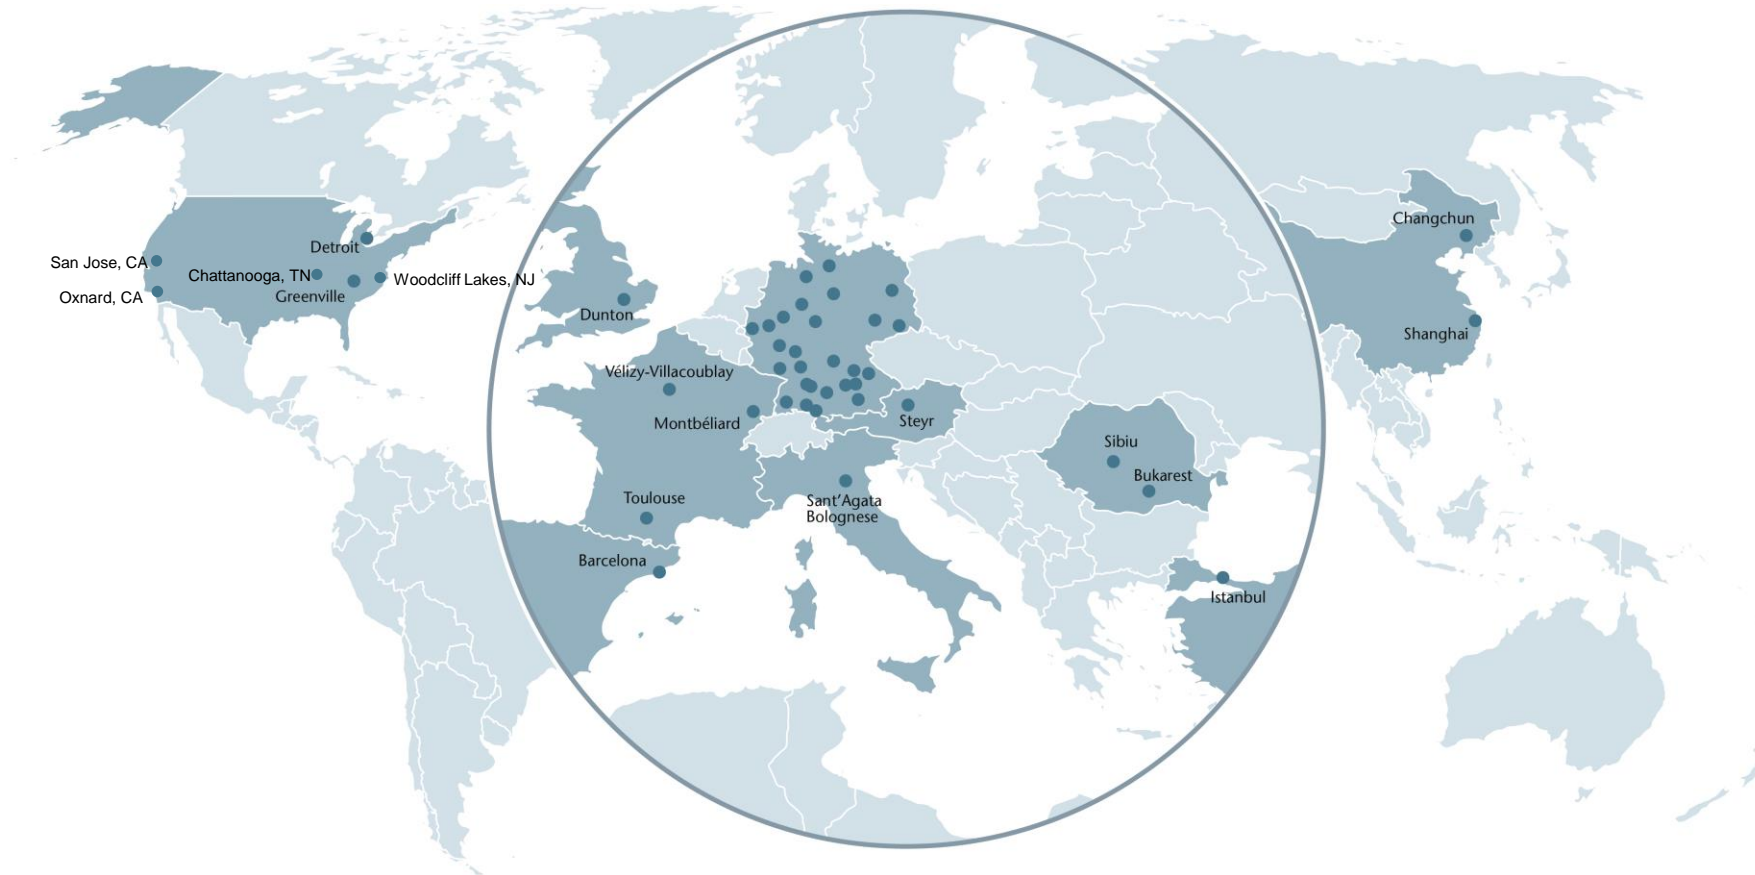 Detroit
San Jose, CA
Chattanooga, TN
Woodcliff Lakes, NJ
Oxnard, CA
Greenville
Dunton
Vélizy-Villacoublay
Montbéliard
Steyr
Toulouse
Sant'Agata
Bolognese
Barcelona
Sibiu
Bukarest
Istanbul
Changchun
Shanghai